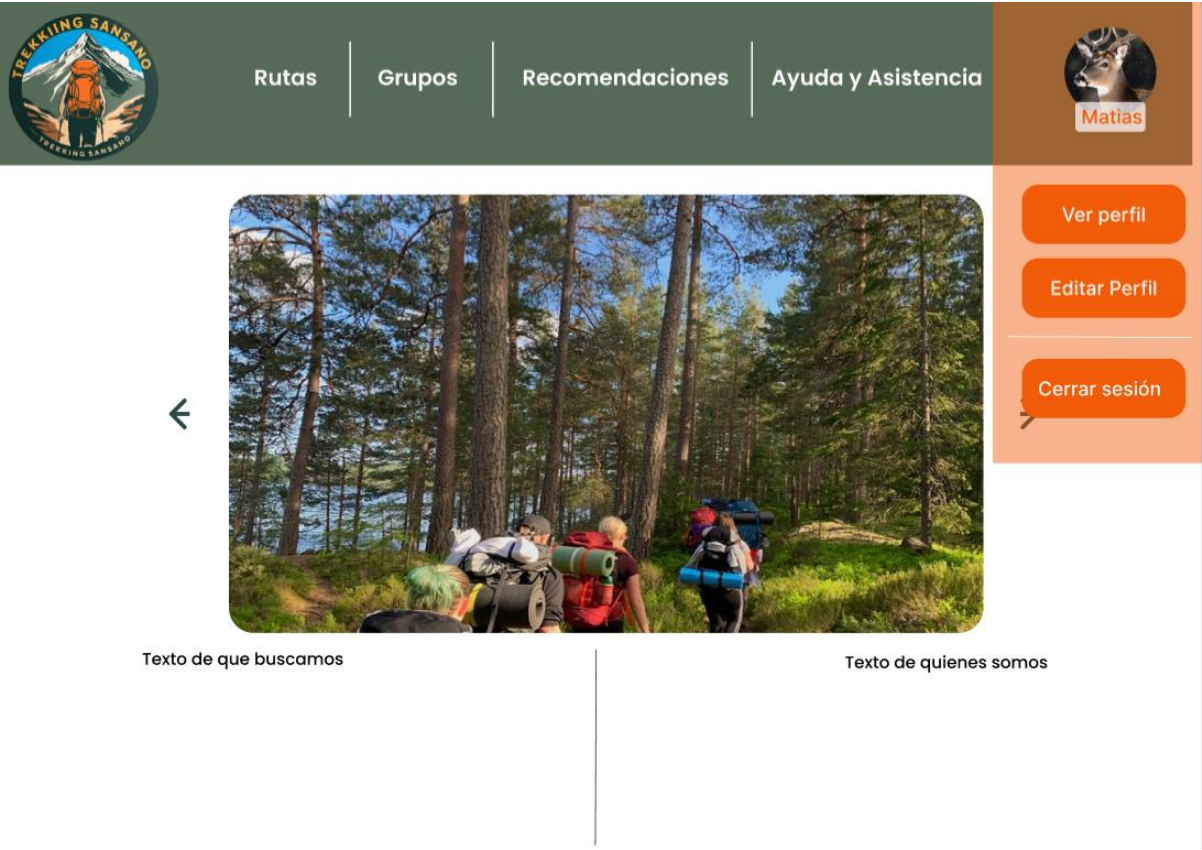 TREKKIING SANSANO
TREKKING SANSANO
Rutas
Grupos
Recomendaciones
Ayuda y Asistencia
Matias
Ver perfil
Editar Perfil
Cerrar sesión
Texto de que buscamos
Texto de quienes somos